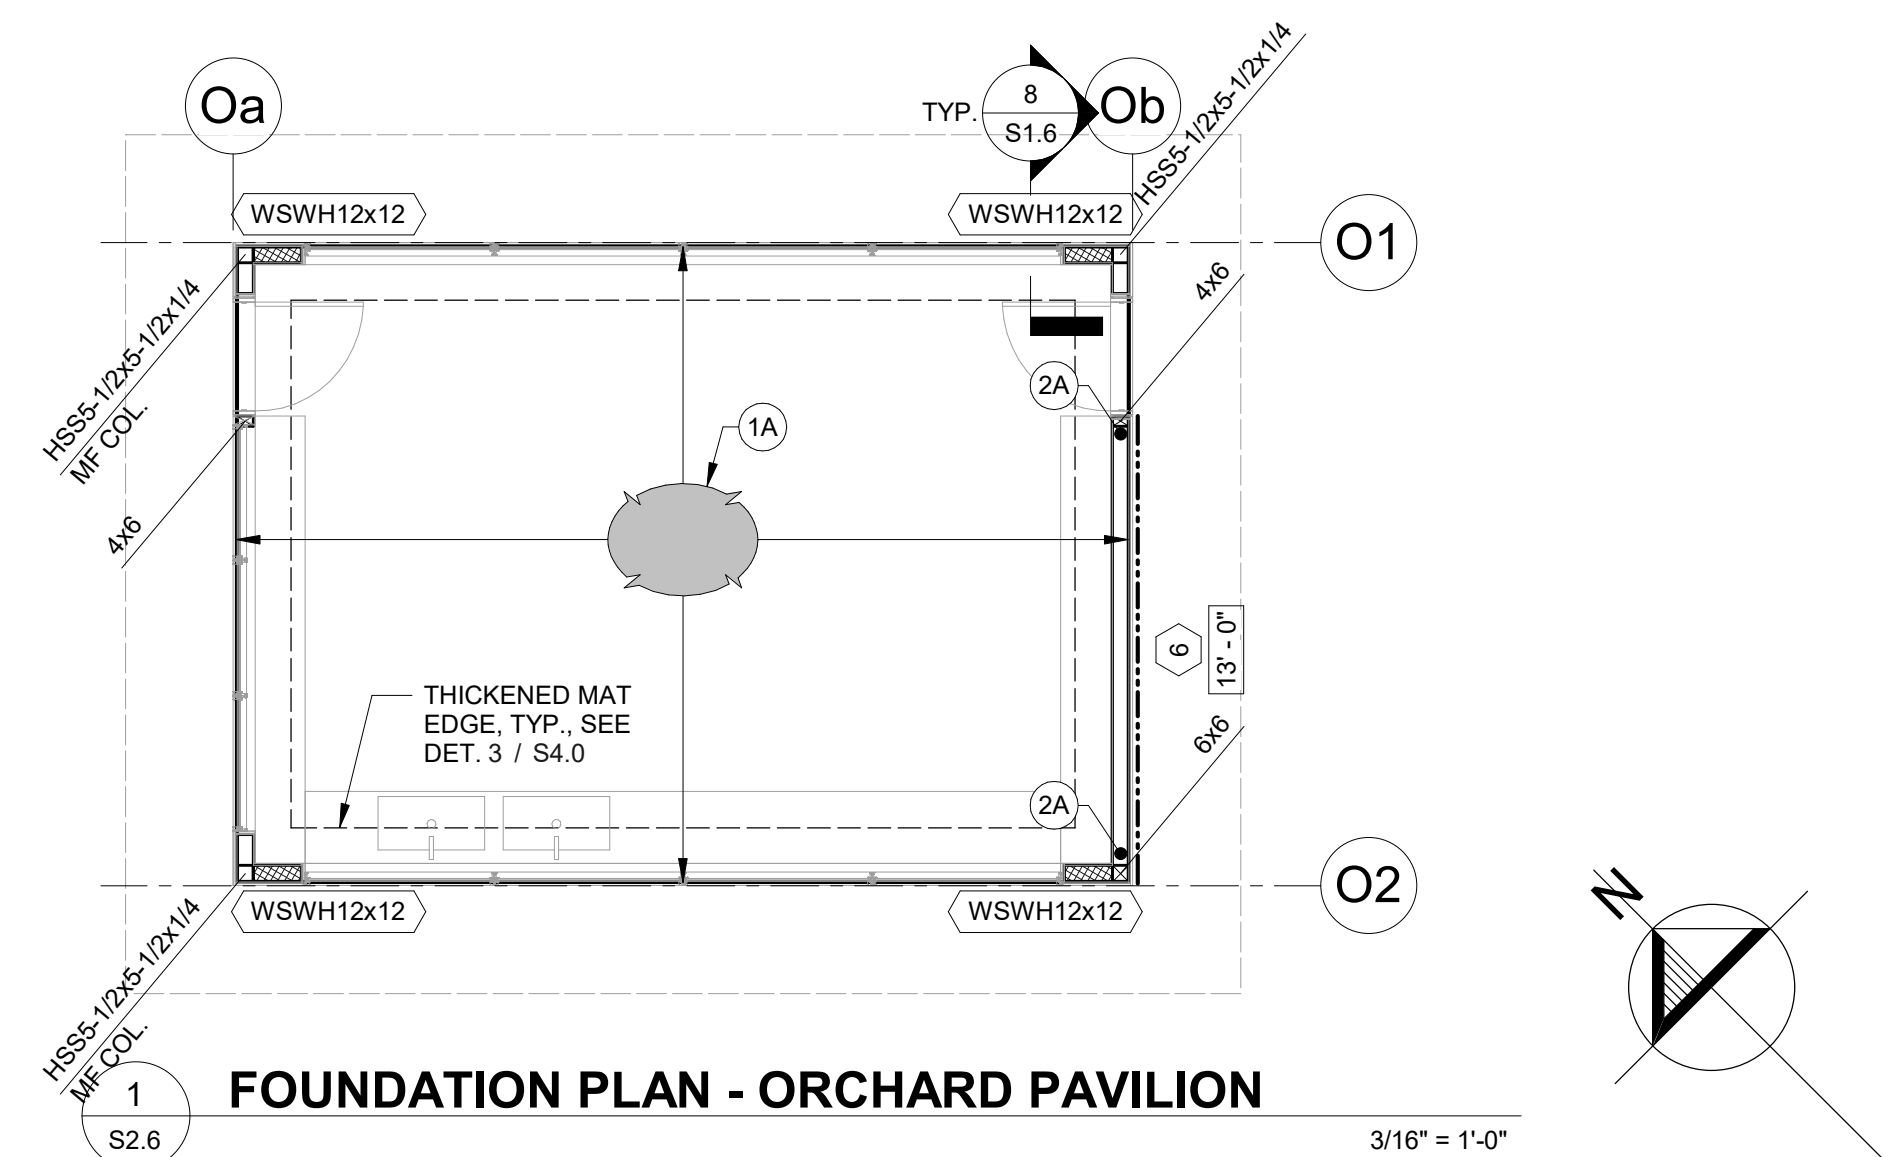 Oa
TYP.
8
S1.6
Ob
HSS5-1/2x5-1/2x1/4
WSWH12x12
WSWH12x12
O1
HSS5-1/2x5-1/2x1/4
MF COL.
4x6
4x6
2A
1A
6
13' - 0"
THICKENED MAT
EDGE, TYP., SEE
DET. 3 / S4.0
6x6
2A
O2
WSWH12x12
WSWH12x12
HSS5-1/2x5-1/2x1/4
MF COL.
N
1
S2.6
FOUNDATION PLAN - ORCHARD PAVILION
3/16" = 1'-0"